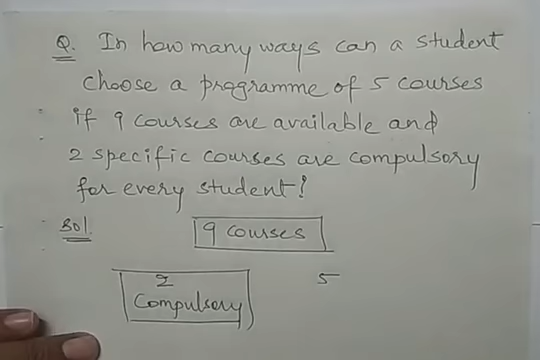 Q. In how many ways can a student
choose a programme of 5 courses
if 9 courses are available and
2 specific courses are compulsory
for every student?
Sol.
9 courses
2
5
Compulsory